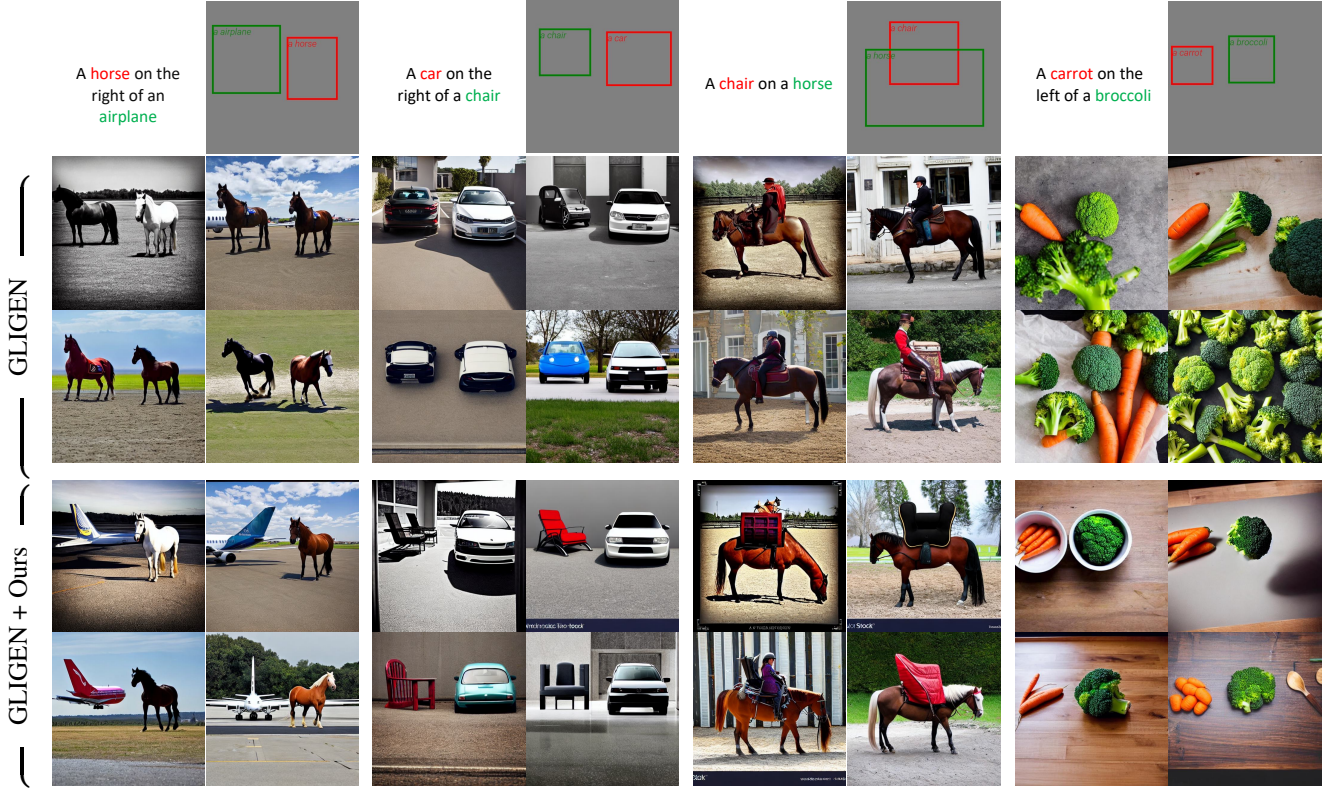 A horse on the
right of an
airplane
a airplane
a horse
A car on the
right of a chair
a chair
a car
A chair on a horse
a chair
a horse
A carrot on the
left of a broccoli
a carrot
a broccoli
GLIGEN
GLIGEN + Ours
Stock